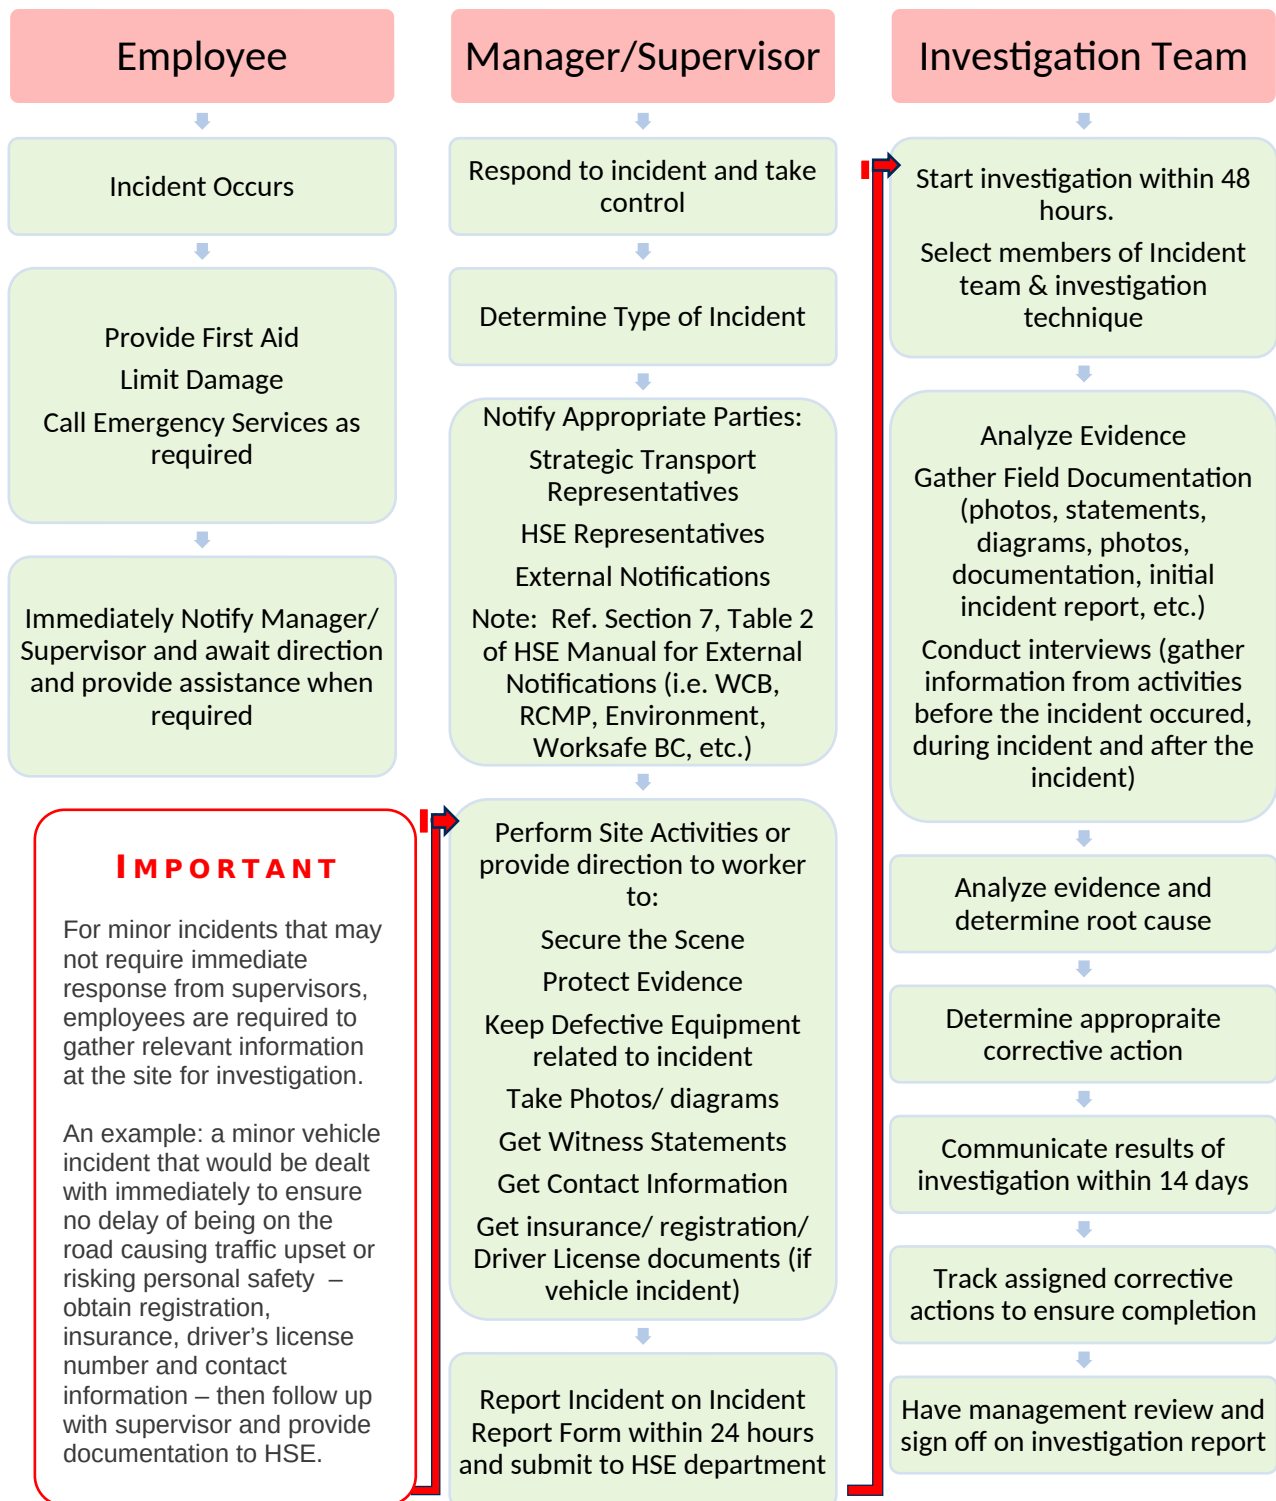 Employee
Incident Occurs
Provide First Aid
Limit Damage
Call Emergency Services as
required
Immediately Notify Manager/
Supervisor and await direction
and provide assistance when
required
IMPORTANT
For minor incidents that may
not require immediate
response from supervisors,
employees are required to
gather relevant information
at the site for investigation.
An example: a minor vehicle
incident that would be dealt
with immediately to ensure
no delay of being on the
road causing traffic upset or
risking personal safety –
obtain registration,
insurance, driver’s license
number and contact
information – then follow up
with supervisor and provide
documentation to HSE.
Manager/Supervisor
Respond to incident and take
control
Determine Type of Incident
Notify Appropriate Parties:
Strategic Transport
Representatives
HSE Representatives
External Notifications
Note: Ref. Section 7, Table 2
of HSE Manual for External
Notifications (i.e. WCB,
RCMP, Environment,
Worksafe BC, etc.)
Perform Site Activities or
provide direction to worker
to:
Secure the Scene
Protect Evidence
Keep Defective Equipment
related to incident
Take Photos/ diagrams
Get Witness Statements
Get Contact Information
Get insurance/ registration/
Driver License documents (if
vehicle incident)
Report Incident on Incident
Report Form within 24 hours
and submit to HSE department
Investigation Team
Start investigation within 48
hours.
Select members of Incident
team & investigation
technique
Analyze Evidence
Gather Field Documentation
(photos, statements,
diagrams, photos,
documentation, initial
incident report, etc.)
Conduct interviews (gather
information from activities
before the incident occured,
during incident and after the
incident)
Analyze evidence and
determine root cause
Determine appropraite
corrective action
Communicate results of
investigation within 14 days
Track assigned corrective
actions to ensure completion
Have management review and
sign off on investigation report